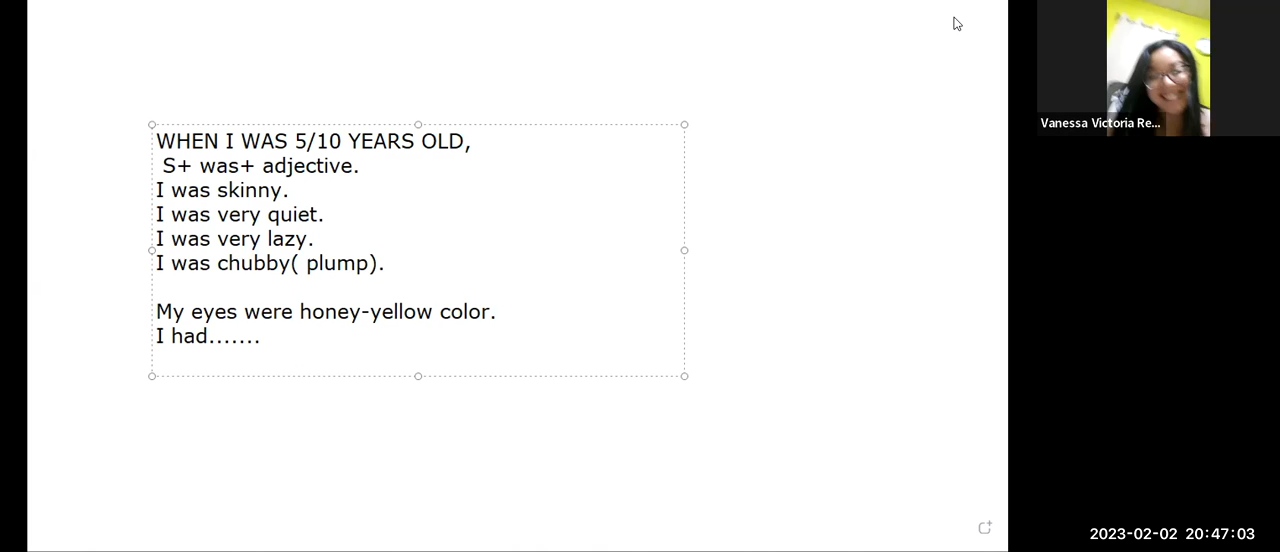 WHEN I WAS 5/10 YEARS OLD,
S+ was+ adjective.
I was skinny.
I was very quiet.
I was very lazy.
I was chubby( plump).
My eyes were honey-yellow color.
I had.......
Vanessa Victoria Re...
2023-02-02 20:47:03